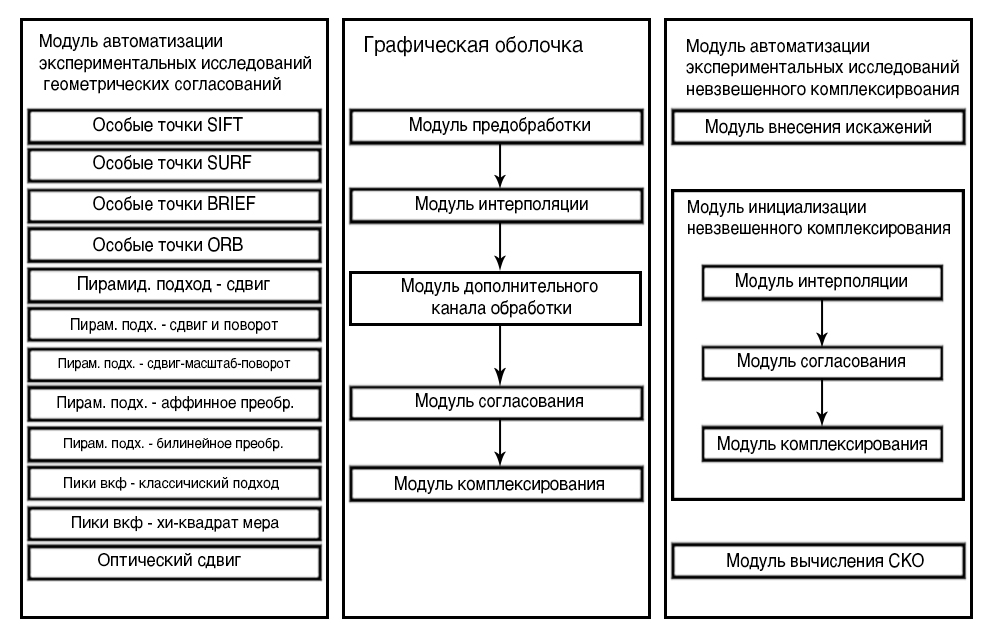 Модуль автоматизации
экспериментальных исследований
геометрических согласований
Особые точки SIFT
Особые точки SURF
Особые точки BRIEF
Особые точки ORB
Пирамид. подход - сдвиг
Пирам. подх. - сдвиг и поворот
Пирам. подх. - сдвиг-масштаб-поворот
Пирам. подх. - аффинное преобр.
Пирам. подх. - билинейное преобр.
Пики вкф - классичиский подход
Пики вкф - хи-квадрат мера
Оптический сдвиг
Графическая оболочка
Модуль предобработки
Модуль интерполяции
Модуль дополнительного
канала обработки
Модуль согласования
Модуль комплексирования
Модуль автоматизации
экспериментальных исследований
невзвешенного комплексирвоания
Модуль внесения искажений
Модуль инициализации
невзвешенного комплексирования
Модуль интерполяции
Модуль согласования
Модуль комплексирования
Модуль вычисления СКО